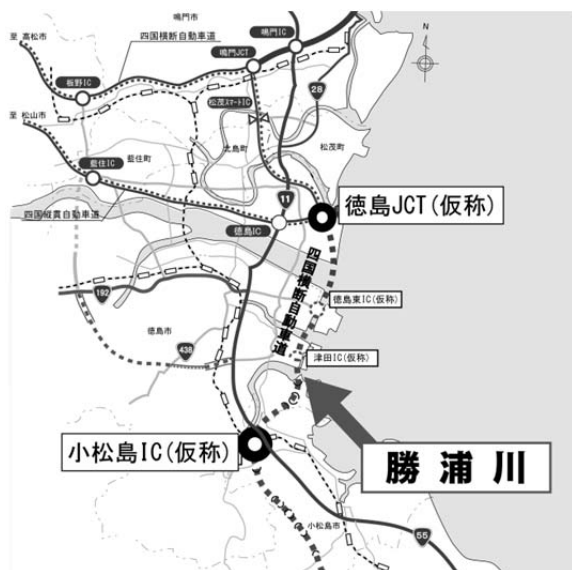 鳴門市
至 高松市
四国横断自動車道
鳴門IC
鳴門JCT
板野IC
28
松茂スマートIC
至 松山市
松茂町
北島町
藍住IC
藍住町
11
徳島JCT(仮称)
四国縦貫自動車道
徳島IC
四国横断自動車道
192
徳島東IC(仮称)
徳島市
438
津田IC(仮称)
小松島IC(仮称)
勝浦川
小松島市
55
N